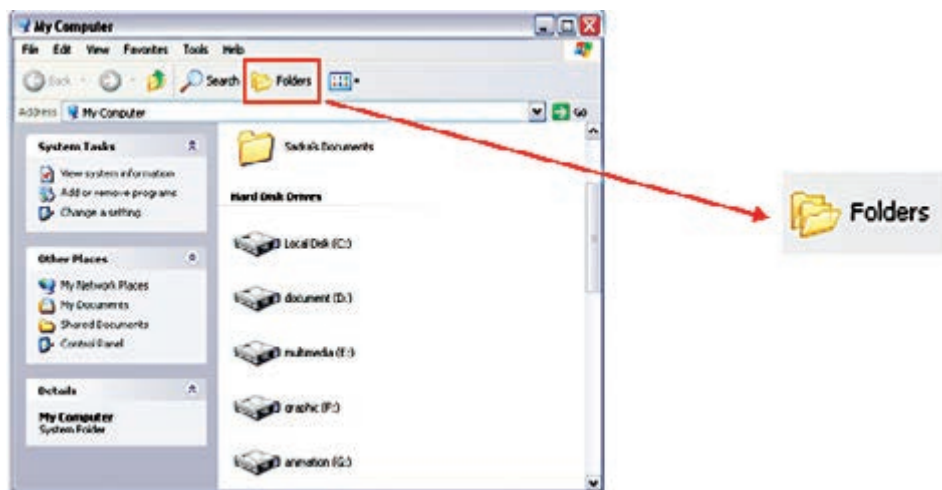 My Computer
File Edit View Favorites Tools Help
Back Search Folders
Address My Computer Go
System Tasks
View system information
Add or remove programs
Change a setting
Other Places
My Network Places
My Documents
Shared Documents
Control Panel
Details
My Computer
System Folder
Documents
Hard Disk Drives
Local Disk (C:)
document (D:)
multimedia (E:)
graphic (F:)
animation (G:)
Folders